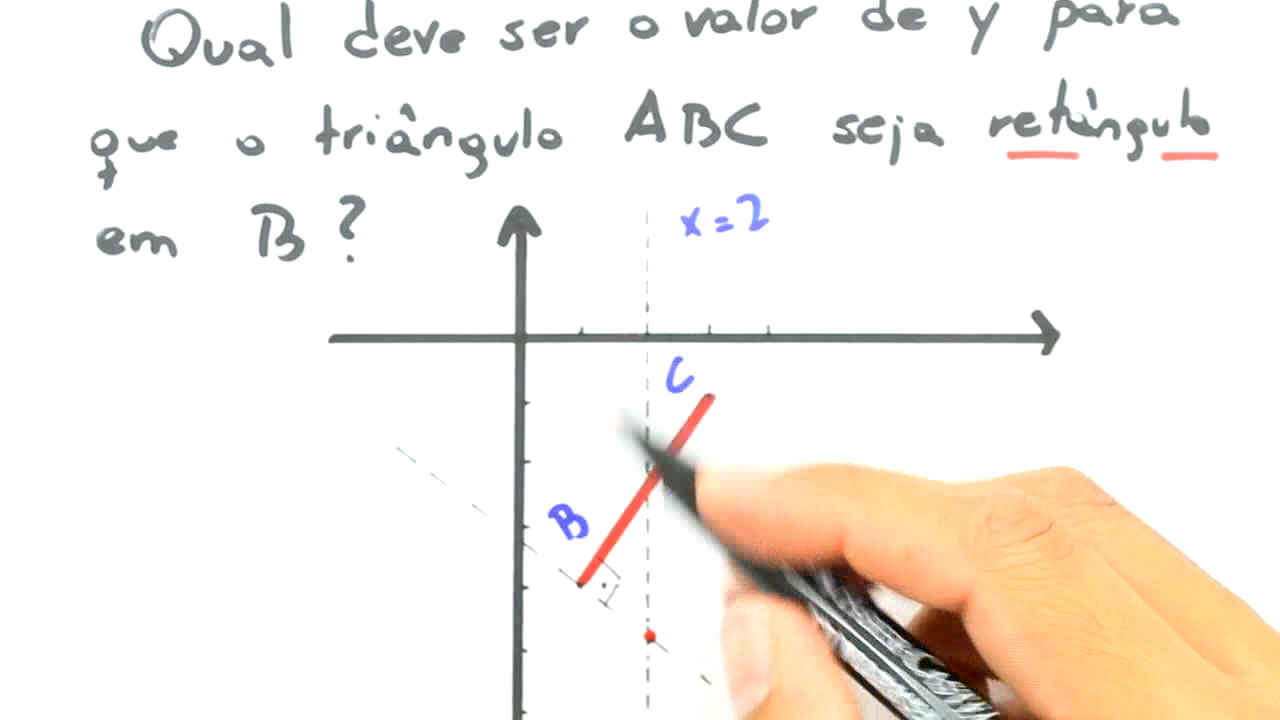 Qual deve ser o valor de y para
que o triângulo ABC seja retângulo
em B?
x=2
C
B